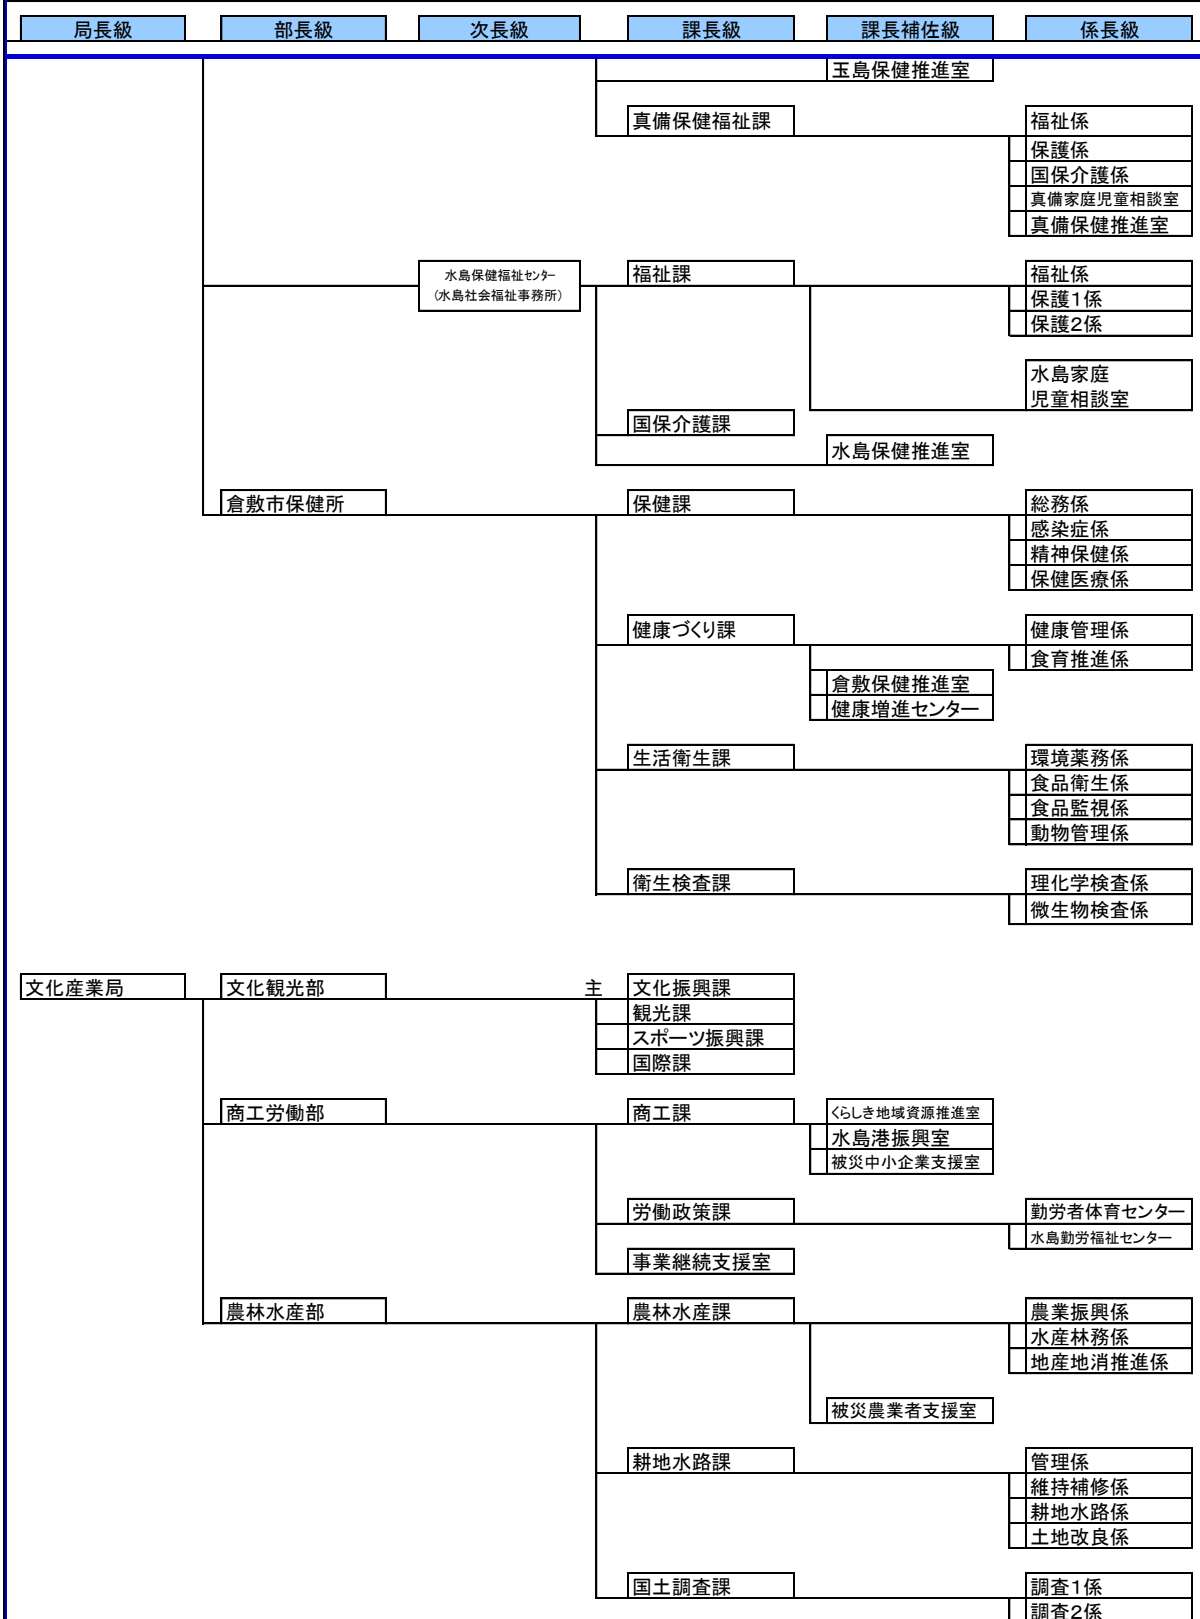 局長級 部長級 次長級 課長級 課長補佐級 係長級
玉島保健推進室
真備保健福祉課 福祉係
保護係
国保介護係
真備家庭児童相談室
真備保健推進室
水島保健福祉センター
(水島社会福祉事務所)
福祉課 福祉係
保護1係
保護2係
水島家庭
児童相談室
国保介護課
水島保健推進室
倉敷市保健所 保健課 総務係
感染症係
精神保健係
保健医療係
健康づくり課 健康管理係
食育推進係
倉敷保健推進室
健康増進センター
生活衛生課 環境薬務係
食品衛生係
食品監視係
動物管理係
衛生検査課 理化学検査係
微生物検査係
文化産業局 文化観光部 主 文化振興課
観光課
スポーツ振興課
国際課
商工労働部 商工課 くらしき地域資源推進室
水島港振興室
被災中小企業支援室
労働政策課 勤労者体育センター
水島勤労福祉センター
事業継続支援室
農林水産部 農林水産課 農業振興係
水産林務係
地産地消推進係
被災農業者支援室
耕地水路課 管理係
維持補修係
耕地水路係
土地改良係
国土調査課 調査1係
調査2係